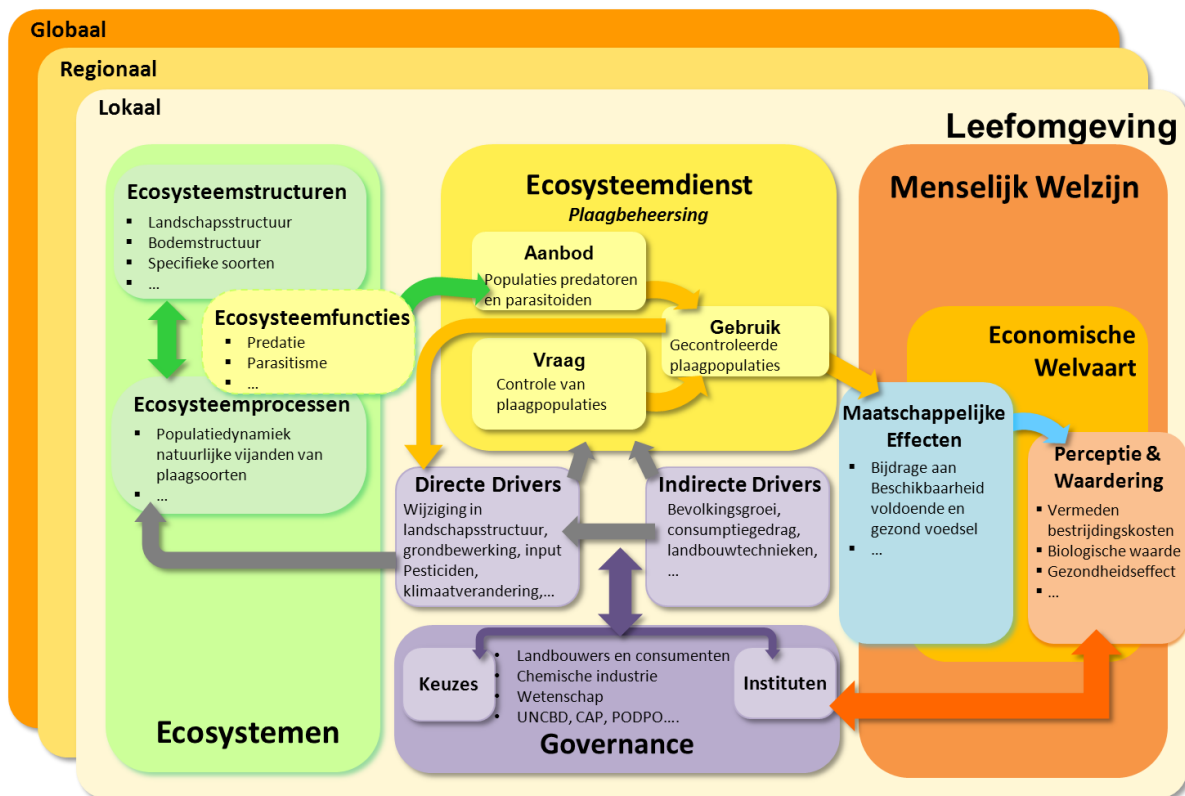 Globaal
Regionaal
Lokaal
Leefomgeving
Ecosysteemstructuren
▪ Landschapsstructuur
▪ Bodemstructuur
▪ Specifieke soorten
▪ ...
Ecosysteemfuncties
▪ Predatie
▪ Parasitisme
▪ ...
Ecosysteemprocessen
▪ Populatiedynamiek
natuurlijke vijanden van
plaagsoorten
▪ ...
Ecosystemen
Ecosysteemdienst
Plaagbeheersing
Aanbod
Populaties predatoren
en parasitoiden
Vraag
Controle van
plaagpopulaties
Gebruik
Gecontroleerde
plaagpopulaties
Directe Drivers
Wijziging in
landschapsstructuur,
grondbewerking, input
Pesticiden,
klimaatverandering,...
Indirecte Drivers
Bevolkingsgroei,
consumptiegedrag,
landbouwtechnieken,
...
Keuzes
• Landbouwers en consumenten
• Chemische industrie
• Wetenschap
• UNCBD, CAP, PODPO....
Instituten
Governance
Menselijk Welzijn
Economische
Welvaart
Maatschappelijke
Effecten
▪ Bijdrage aan
Beschikbaarheid
voldoende en
gezond voedsel
▪ ...
Perceptie &
Waardering
▪ Vermeden
bestrijdingskosten
▪ Biologische waarde
▪ Gezondheidseffect
▪ ...